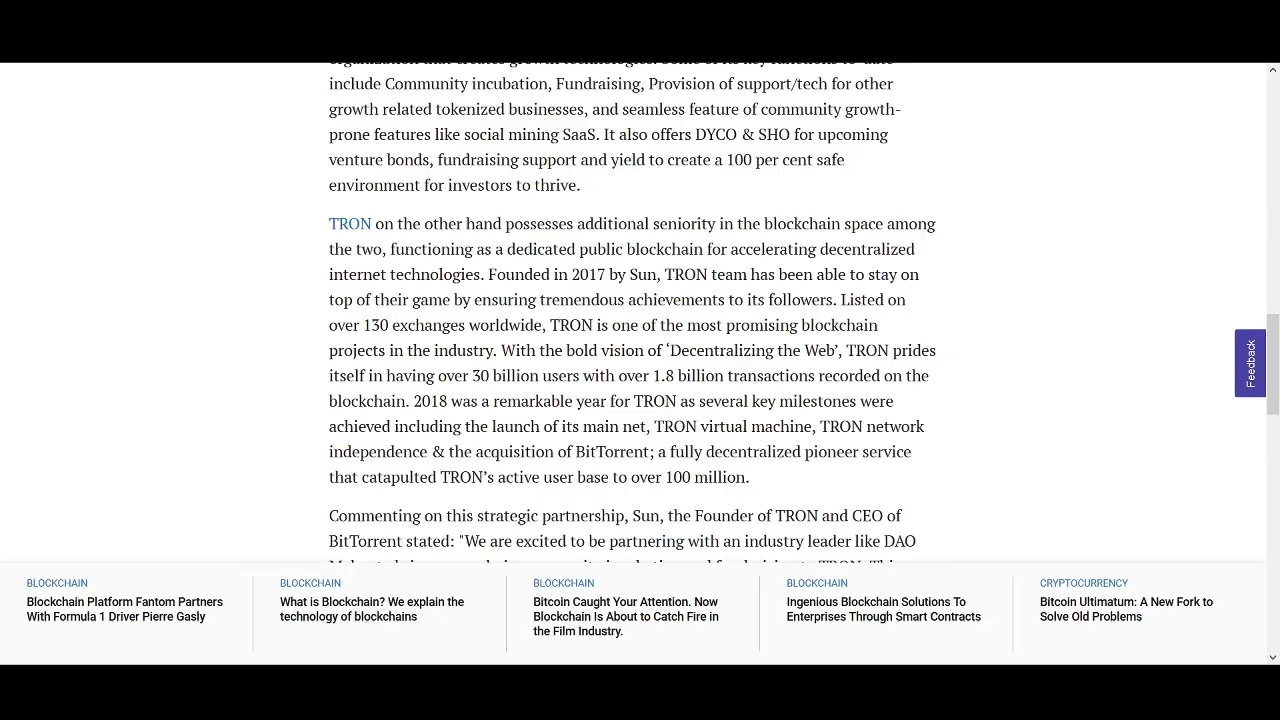 include Community incubation, Fundraising, Provision of support/tech for other
growth related tokenized businesses, and seamless feature of community growth-
prone features like social mining SaaS. It also offers DYCO & SHO for upcoming
venture bonds, fundraising support and yield to create a 100 per cent safe
environment for investors to thrive.
TRON on the other hand possesses additional seniority in the blockchain space among
the two, functioning as a dedicated public blockchain for accelerating decentralized
internet technologies. Founded in 2017 by Sun, TRON team has been able to stay on
top of their game by ensuring tremendous achievements to its followers. Listed on
over 130 exchanges worldwide, TRON is one of the most promising blockchain
projects in the industry. With the bold vision of ‘Decentralizing the Web’, TRON prides
itself in having over 30 billion users with over 1.8 billion transactions recorded on the
blockchain. 2018 was a remarkable year for TRON as several key milestones were
achieved including the launch of its main net, TRON virtual machine, TRON network
independence & the acquisition of BitTorrent; a fully decentralized pioneer service
that catapulted TRON’s active user base to over 100 million.
Commenting on this strategic partnership, Sun, the Founder of TRON and CEO of
BitTorrent stated: "We are excited to be partnering with an industry leader like DAO
Feedback
BLOCKCHAIN
Blockchain Platform Fantom Partners
With Formula 1 Driver Pierre Gasly
BLOCKCHAIN
What is Blockchain? We explain the
technology of blockchains
BLOCKCHAIN
Bitcoin Caught Your Attention. Now
Blockchain Is About to Catch Fire in
the Film Industry.
BLOCKCHAIN
Ingenious Blockchain Solutions To
Enterprises Through Smart Contracts
CRYPTOCURRENCY
Bitcoin Ultimatum: A New Fork to
Solve Old Problems